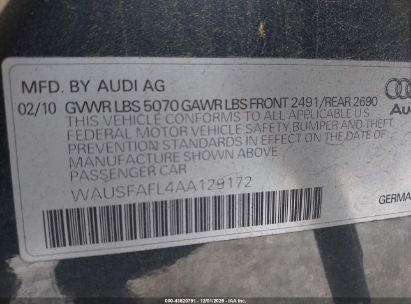 MFD. BY AUDI AG
02/10 GVWR LBS 5070 GAWR LBS FRONT 2491/REAR 2690
THIS VEHICLE CONFORMS TO ALL APPLICABLE
FEDERAL MOTOR VEHICLE SAFETY BUMPER AND THEFT
PREVENTION STANDARDS IN EFFECT ON THE DATE OF
MANUFACTURE SHOWN ABOVE.
PASSENGER CAR
WAUSFAFL4AA129172
GERMA
Aud